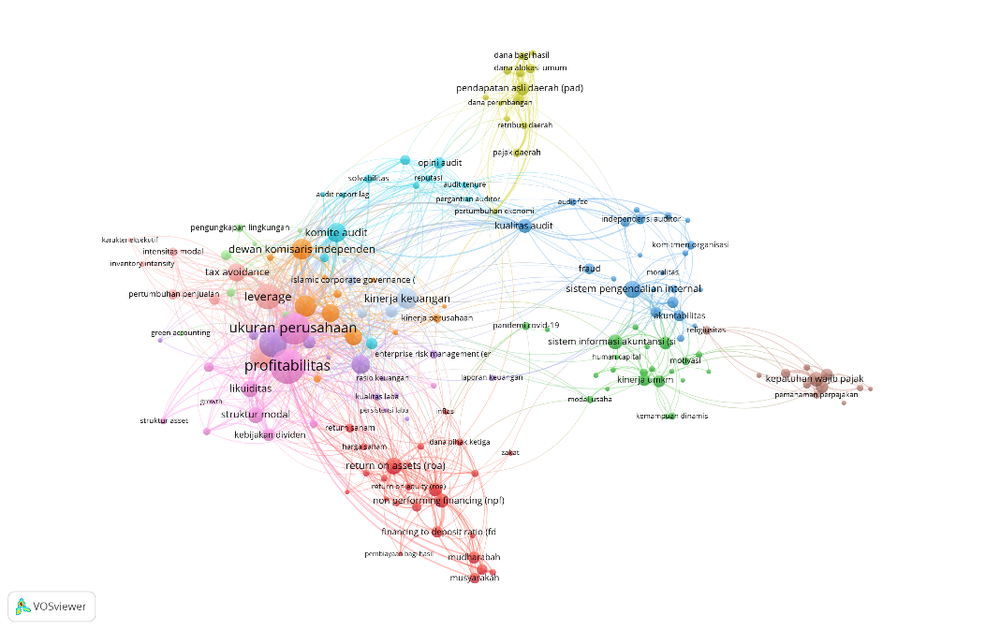 dana bagi hasil
dana alokasi umum
pendapatan asli daerah (pad)
dana perimbangan
retribusi daerah
pajak daerah
opini audit
solvabilitas
reputasi
audit tenure
audit report lag
pergantian auditor
audit fee
pertumbuhan ekonomi
kualitas audit
independensi auditor
pengungkapan lingkungan
komite audit
karakter eksekutif
komitmen organisasi
intensitas modal
dewan komisaris independen
inventory intensity
fraud
moralitas
tax avoidance
islamic corporate governance (
sistem pengendalian internal
pertumbuhan penjualan
leverage
kinerja keuangan
akuntabilitas
kinerja perusahaan
pandemi covid-19
green accounting
ukuran perusahaan
religiusitas
sistem informasi akuntansi (si
enterprise risk management (er
human capital
motivasi
profitabilitas
rasio keuangan
laporan keuangan
kinerja umkm
kepatuhan wajib pajak
likuiditas
kualitas laba
pemahaman perpajakan
growth
modal usaha
persistensi laba
inflas
struktur modal
kemampuan dinamis
struktur asset
return saham
kebijakan dividen
dana pihak ketiga
harga saham
zakat
return on assets (roa)
return on equity (roe)
non performing financing (npf)
financing to deposit ratio (fd
pembiayaan bagi hasil
mudharabah
musyarakah
VOSviewer